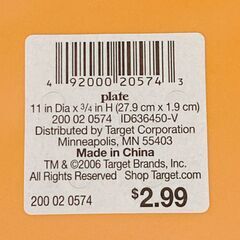 4 92000 20574 3
plate
11 in Dia x 3/4 in H (27.9 cm x 1.9 cm)
200 02 0574 ID636450-V
Distributed by Target Corporation
Minneapolis, MN 55403
Made in China
TM & ©2006 Target Brands, Inc.
All Rights Reserved Shop Target.com
200 02 0574 $2.99